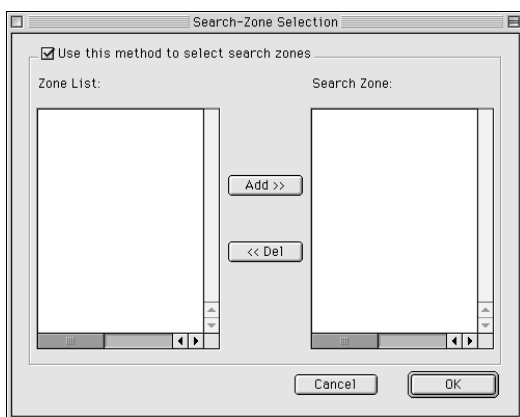 Search-Zone Selection
Use this method to select search zones
Zone List:
Search Zone:
Add >>
<< Del
Cancel
OK